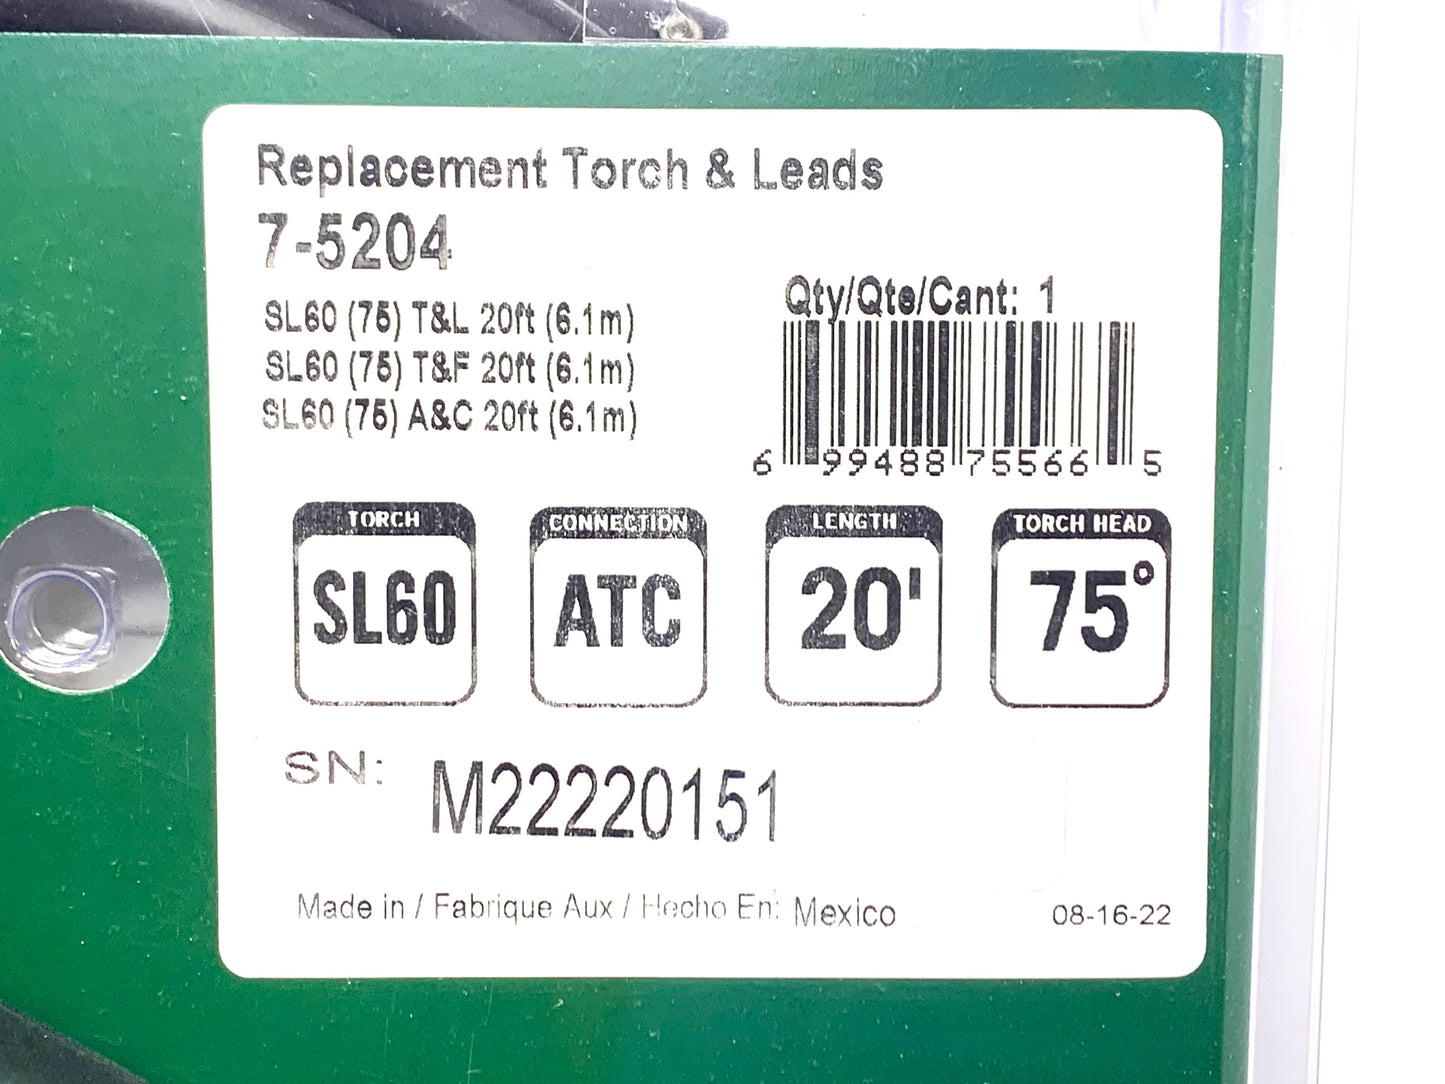 Replacement Torch & Leads
7-5204
SL60 (75) T&L 20ft (6.1m)
SL60 (75) T&F 20ft (6.1m)
SL60 (75) A&C 20ft (6.1m)
Qty/Qte/Cant: 1
6 99488 75566 5
TORCH
SL60
CONNECTION
ATC
LENGTH
20'
TORCH HEAD
75°
SN: M22220151
Made in / Fabrique Aux / Hecho En: Mexico
08-16-22